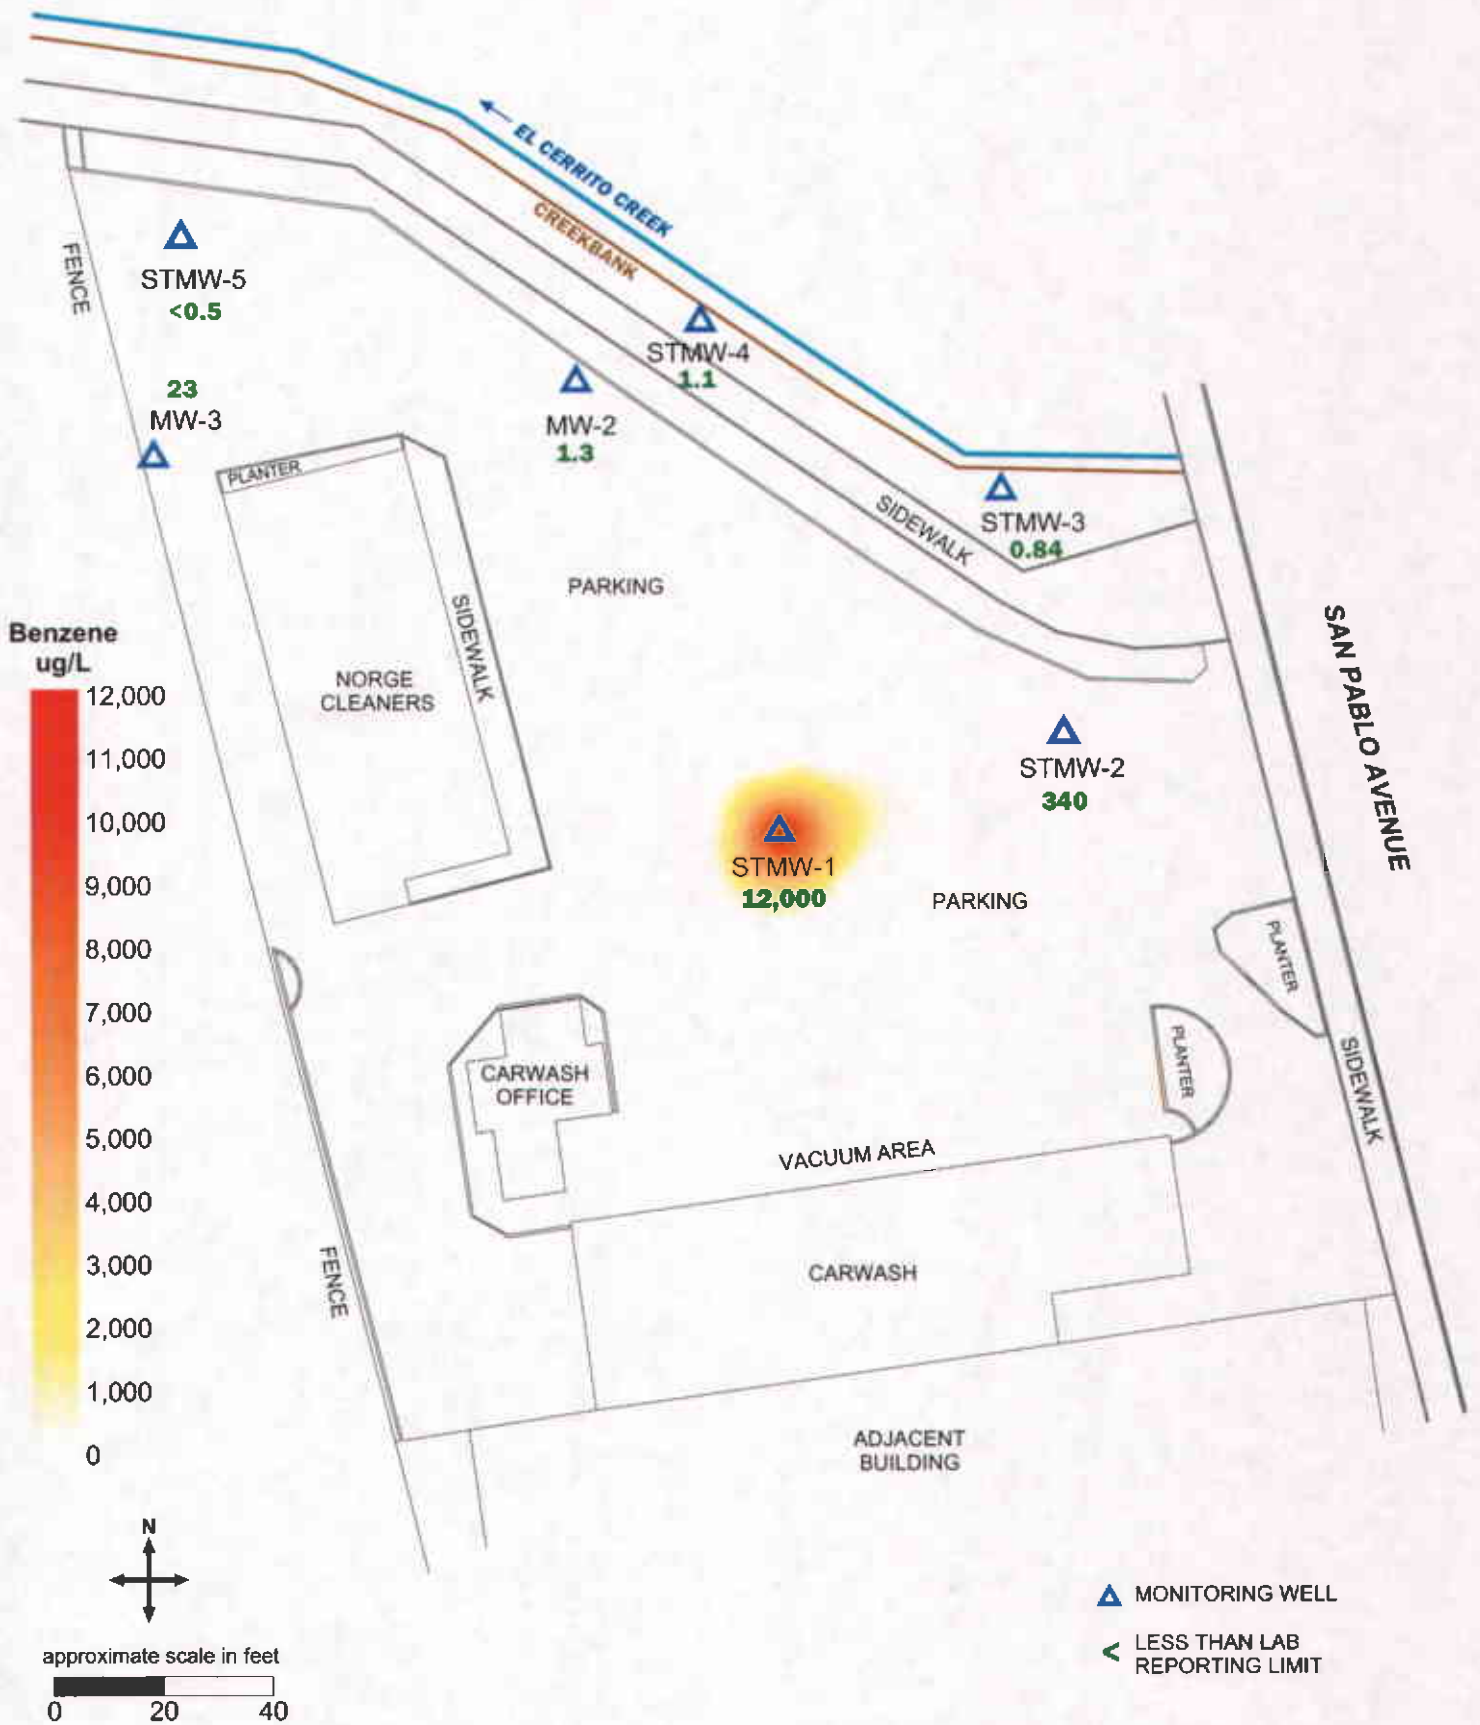 EL CERRITO CREEK
CREEKBANK
FENCE
STMW-5
<0.5
STMW-4
1.1
23
MW-3
MW-2
1.3
PLANTER
SIDEWALK
STMW-3
0.84
PARKING
SIDEWALK
NORGE
CLEANERS
SAN PABLO AVENUE
Benzene
ug/L
12,000
11,000
10,000
9,000
8,000
7,000
6,000
5,000
4,000
3,000
2,000
1,000
0
STMW-2
340
STMW-1
12,000
PARKING
PLANTER
PLANTER
SIDEWALK
CARWASH
OFFICE
VACUUM AREA
FENCE
CARWASH
ADJACENT
BUILDING
N
approximate scale in feet
0 20 40
MONITORING WELL
< LESS THAN LAB
REPORTING LIMIT